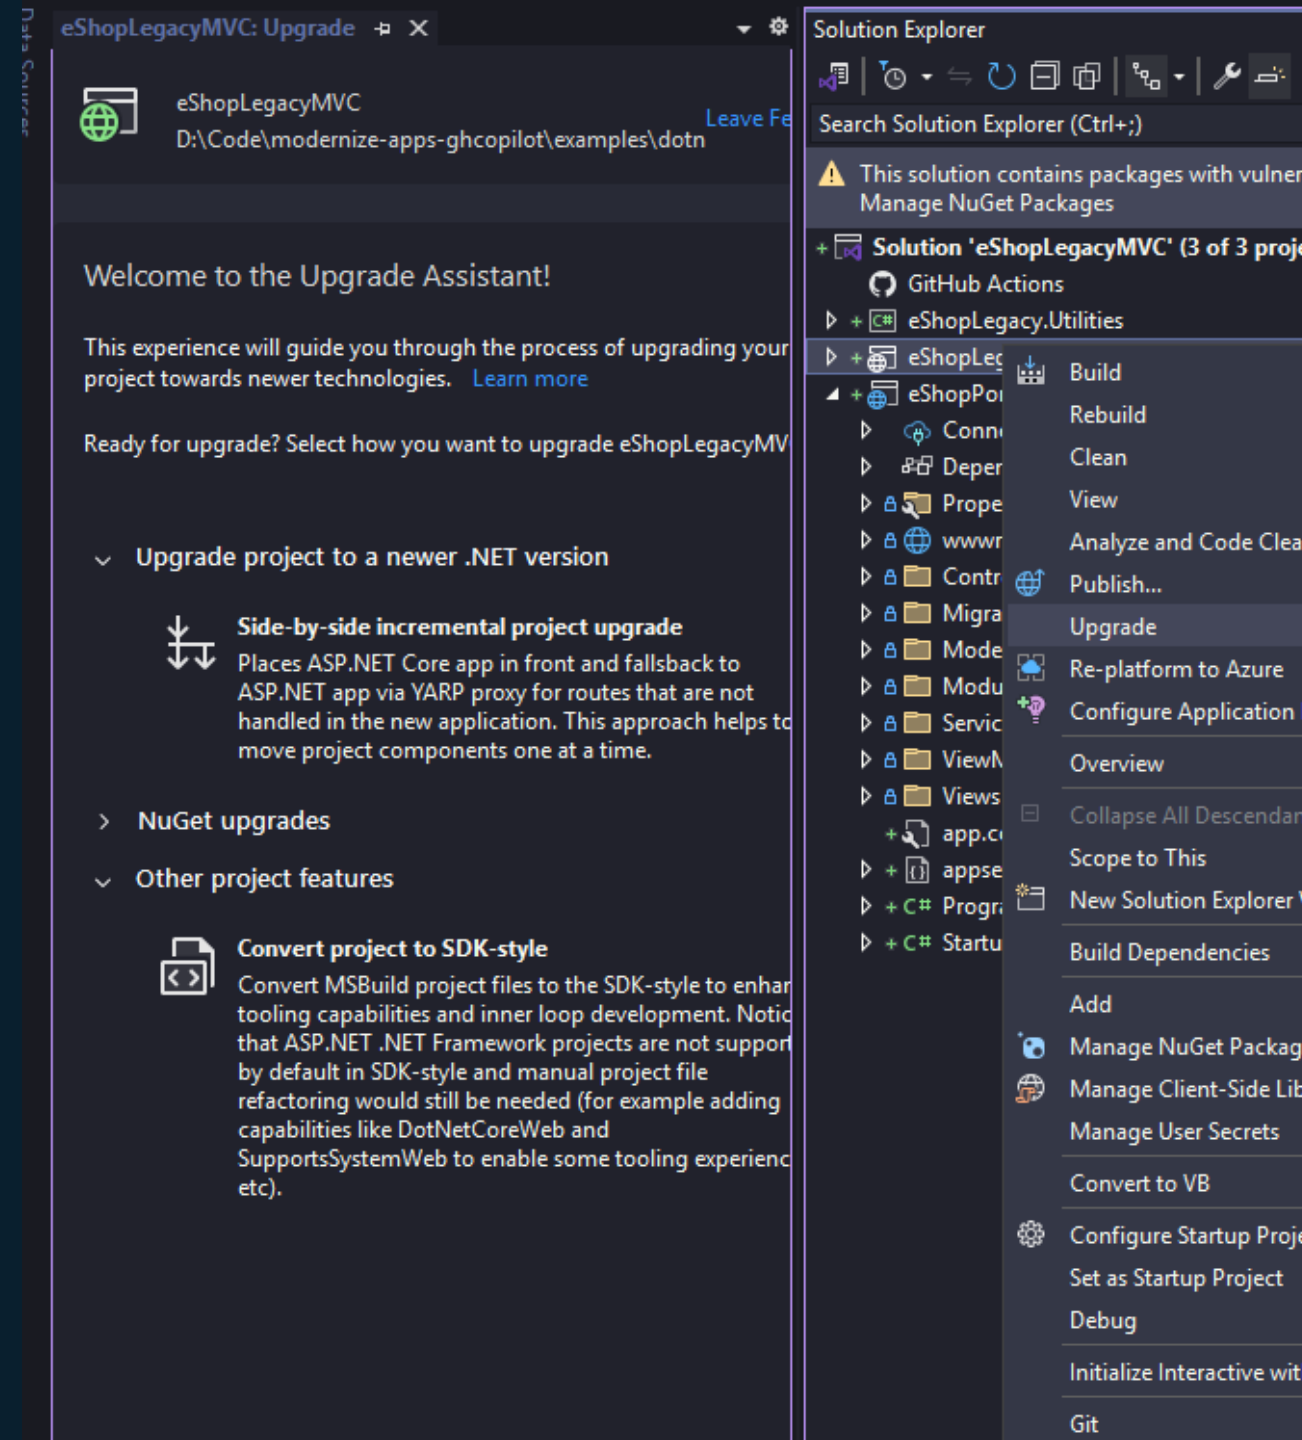 Data Sources
eShopLegacyMVC: Upgrade
eShopLegacyMVC
D:\Code\modernize-apps-ghcopilot\examples\dotn
Leave Fe
Welcome to the Upgrade Assistant!
This experience will guide you through the process of upgrading your
project towards newer technologies. Learn more
Ready for upgrade? Select how you want to upgrade eShopLegacyMV
Upgrade project to a newer .NET version
Side-by-side incremental project upgrade
Places ASP.NET Core app in front and fallsback to
ASP.NET app via YARP proxy for routes that are not
handled in the new application. This approach helps to
move project components one at a time.
NuGet upgrades
Other project features
Convert project to SDK-style
Convert MSBuild project files to the SDK-style to enhan
tooling capabilities and inner loop development. Notic
that ASP.NET .NET Framework projects are not support
by default in SDK-style and manual project file
refactoring would still be needed (for example adding
capabilities like DotNetCoreWeb and
SupportsSystemWeb to enable some tooling experienc
etc).
Solution Explorer
Search Solution Explorer (Ctrl+;)
This solution contains packages with vulner
Manage NuGet Packages
Solution 'eShopLegacyMVC' (3 of 3 proje
GitHub Actions
C# eShopLegacy.Utilities
eShopLeg
eShopPor
Conne
Depen
Prope
wwwr
Contr
Migra
Mode
Modu
Servic
ViewM
Views
app.co
appse
C# Progra
C# Startu
Build
Rebuild
Clean
View
Analyze and Code Clea
Publish...
Upgrade
Re-platform to Azure
Configure Application
Overview
Collapse All Descendan
Scope to This
New Solution Explorer V
Build Dependencies
Add
Manage NuGet Packag
Manage Client-Side Lib
Manage User Secrets
Convert to VB
Configure Startup Proje
Set as Startup Project
Debug
Initialize Interactive wit
Git